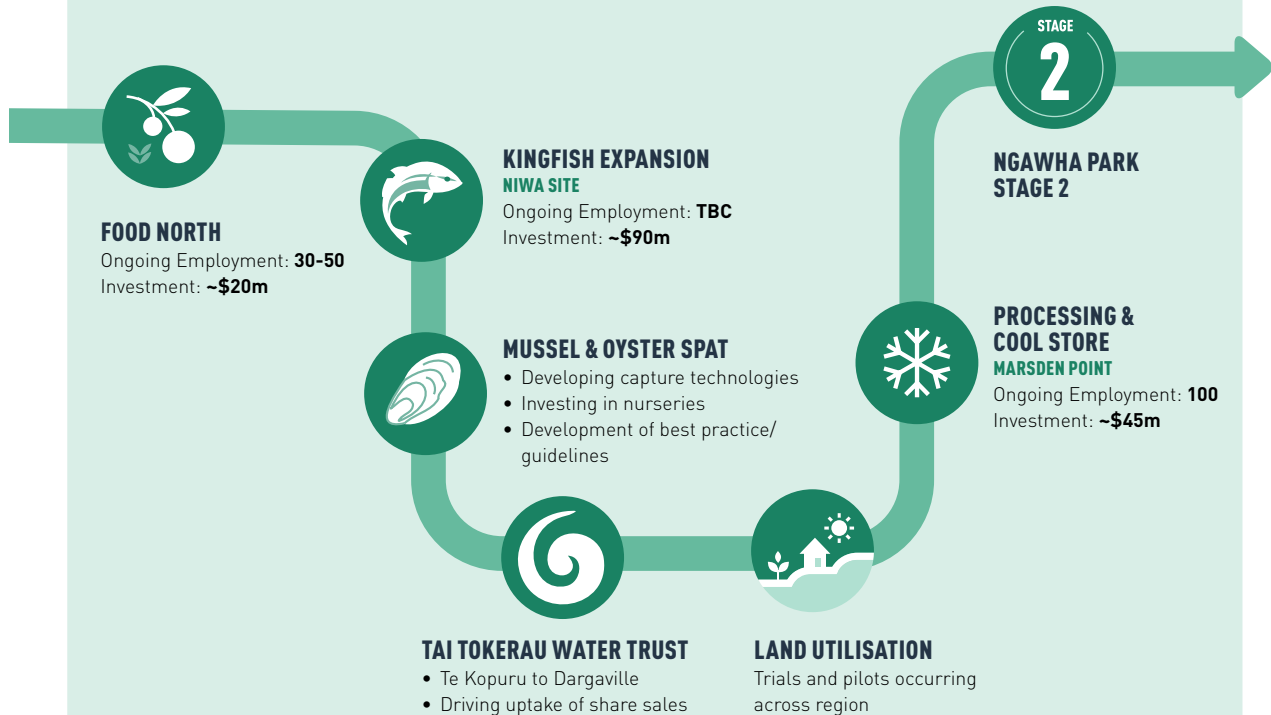 FOOD NORTH
Ongoing Employment: 30-50
Investment: ~$20m
KINGFISH EXPANSION
NIWA SITE
Ongoing Employment: TBC
Investment: ~$90m
MUSSEL & OYSTER SPAT
• Developing capture technologies
• Investing in nurseries
• Development of best practice/
guidelines
TAI TOKERAU WATER TRUST
• Te Kopuru to Dargaville
• Driving uptake of share sales
LAND UTILISATION
Trials and pilots occurring
across region
PROCESSING &
COOL STORE
MARSDEN POINT
Ongoing Employment: 100
Investment: ~$45m
STAGE
2
NGAWHA PARK
STAGE 2